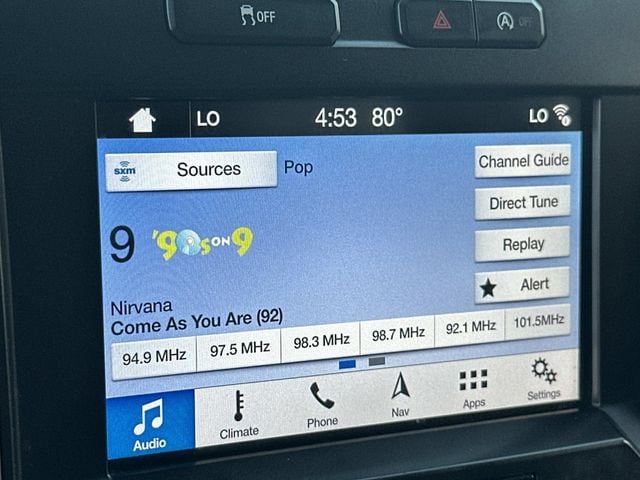 OFF
A OFF
LO 4:53 80° LO
sxm Sources Pop Channel Guide
Direct Tune
9 '90s ON 9
Replay
Alert
Nirvana
Come As You Are (92)
94.9 MHz 97.5 MHz 98.3 MHz 98.7 MHz 92.1 MHz 101.5MHz
Audio Climate Phone Nav Apps Settings